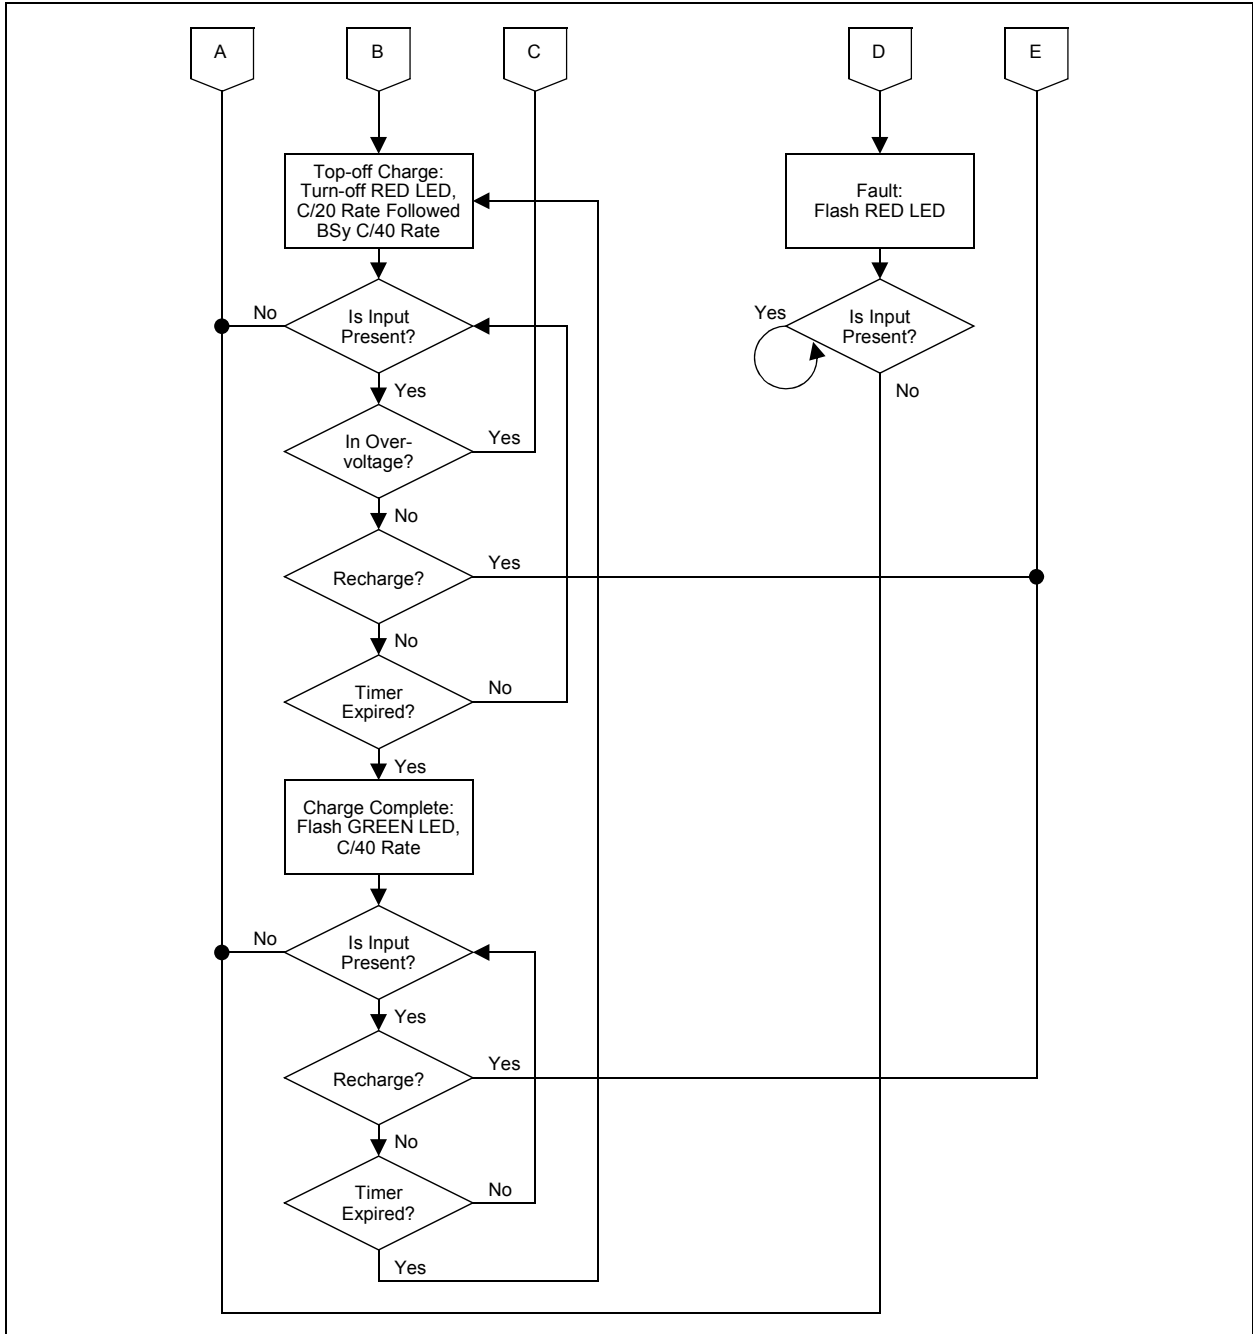 A
B
C
D
E
Top-off Charge:
Turn-off RED LED,
C/20 Rate Followed
BSy C/40 Rate
Fault:
Flash RED LED
No
Is Input
Present?
Yes
Yes
Is Input
Present?
No
In Over-
voltage?
Yes
No
Recharge?
Yes
No
Timer
Expired?
No
Yes
Charge Complete:
Flash GREEN LED,
C/40 Rate
No
Is Input
Present?
Yes
Recharge?
Yes
No
Timer
Expired?
No
Yes